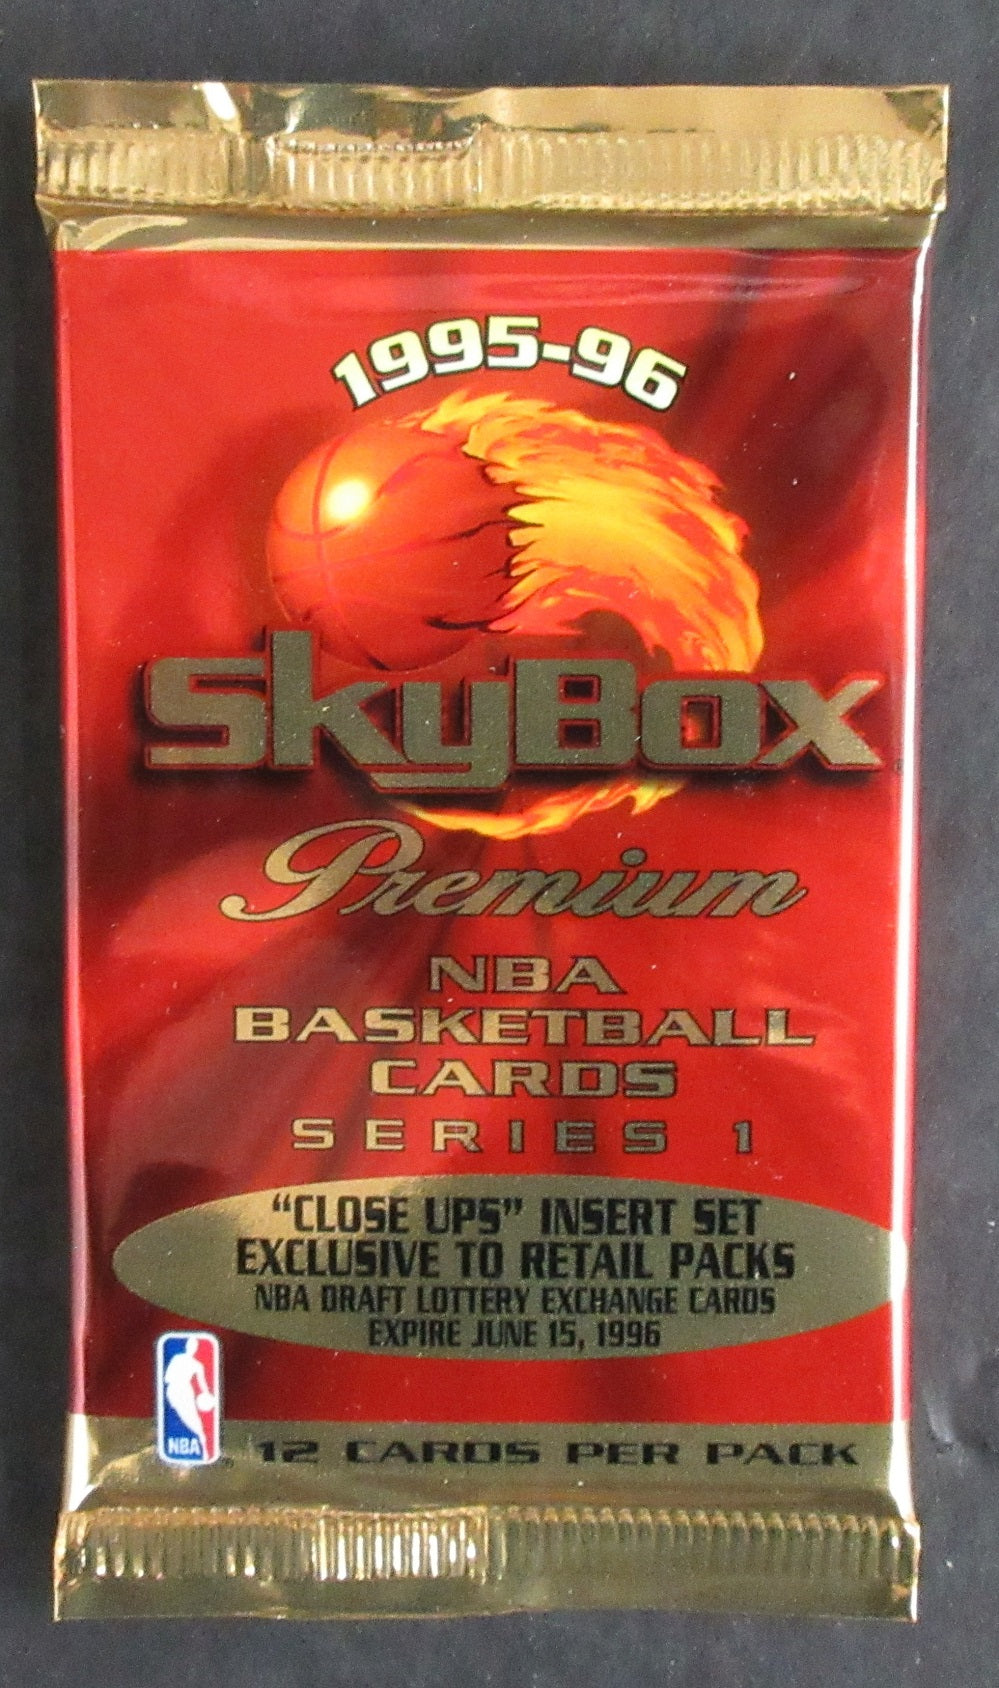 1995-96
SkyBox
Premium
NBA
BASKETBALL
CARDS
SERIES 1
“CLOSE UPS” INSERT SET
EXCLUSIVE TO RETAIL PACKS
NBA DRAFT LOTTERY EXCHANGE CARDS
EXPIRE JUNE 15, 1996
NBA
12 CARDS PER PACK